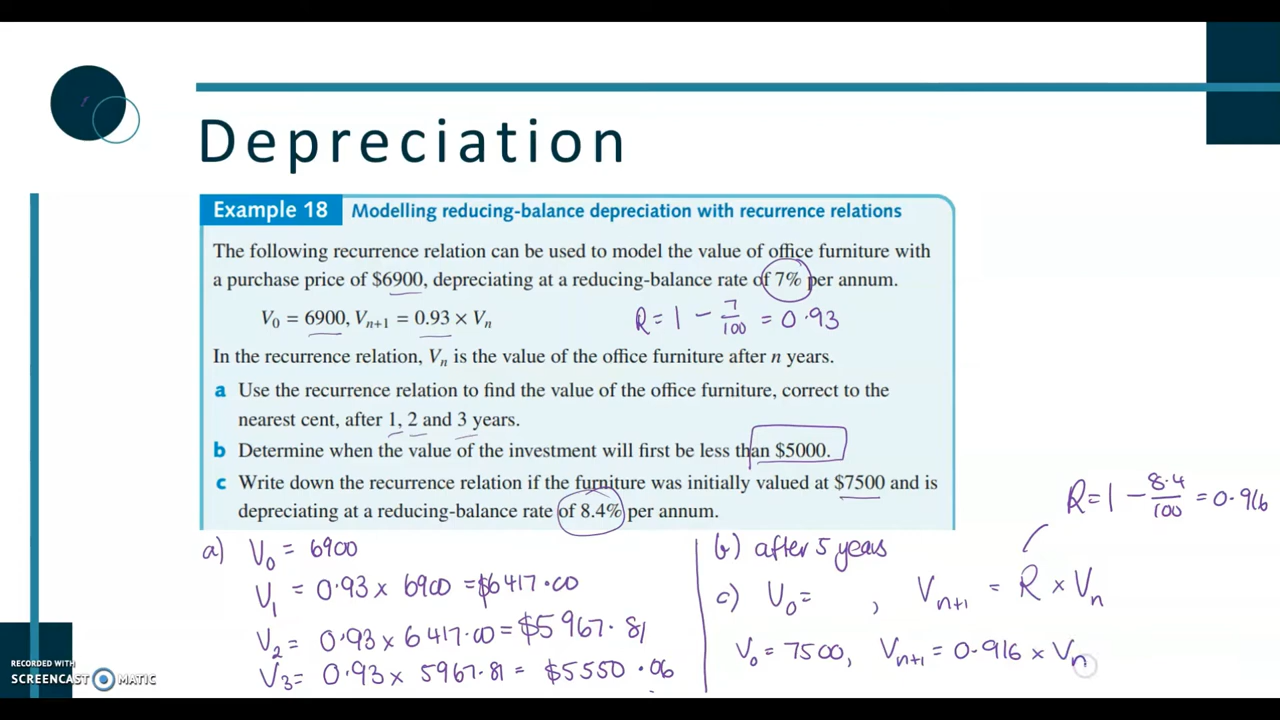 Depreciation
Example 18 Modelling reducing-balance depreciation with recurrence relations
The following recurrence relation can be used to model the value of office furniture with
a purchase price of $6900, depreciating at a reducing-balance rate of 7% per annum.
V₀ = 6900, Vₙ₊₁ = 0.93 × Vₙ
R = 1 − 7/100 = 0.93
In the recurrence relation, Vₙ is the value of the office furniture after n years.
a Use the recurrence relation to find the value of the office furniture, correct to the
nearest cent, after 1, 2 and 3 years.
b Determine when the value of the investment will first be less than $5000.
c Write down the recurrence relation if the furniture was initially valued at $7500 and is
depreciating at a reducing-balance rate of 8.4% per annum.
R = 1 − 8.4/100 = 0.916
a) V₀ = 6900
V₁ = 0.93 × 6900 = $6417.00
V₂ = 0.93 × 6417.00 = $5967.81
V₃ = 0.93 × 5967.81 = $5550.06
b) after 5 years
c) V₀ = , Vₙ₊₁ = R × Vₙ
V₀ = 7500, Vₙ₊₁ = 0.916 × Vₙ
RECORDED WITH
SCREENCAST MATIC